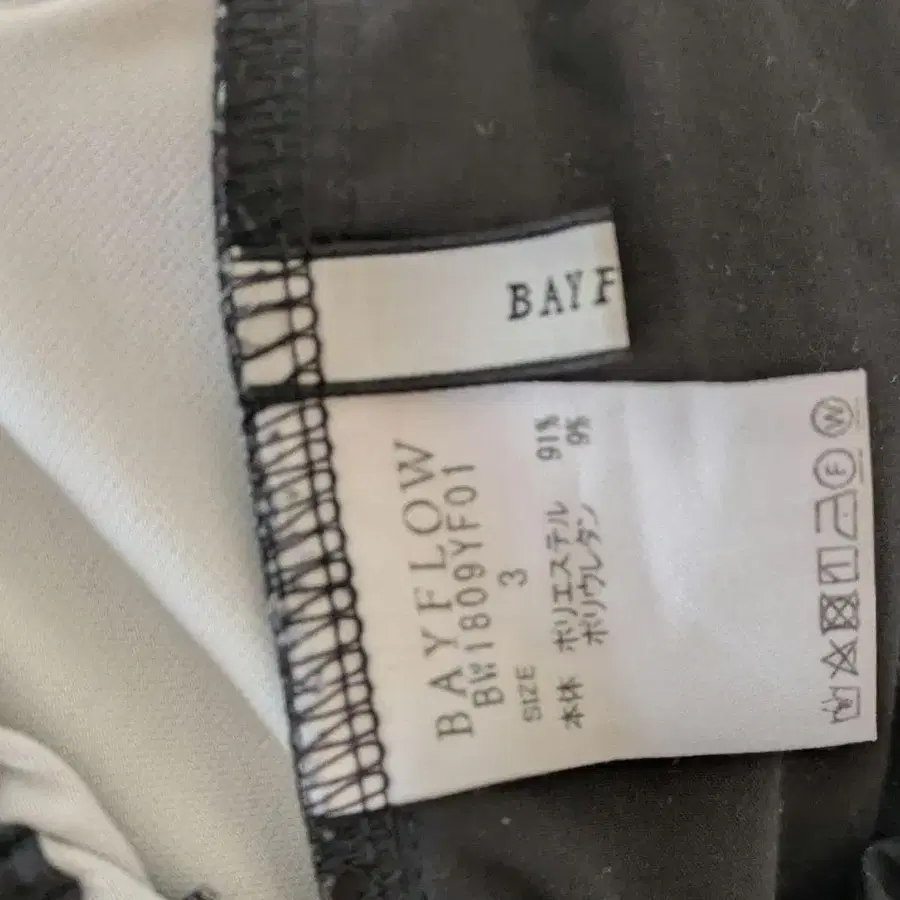 BAYF
BAYFLOW
BW1809YF01
SIZE 3
本体 ポリエステル 91%
ポリウレタン 9%
F W